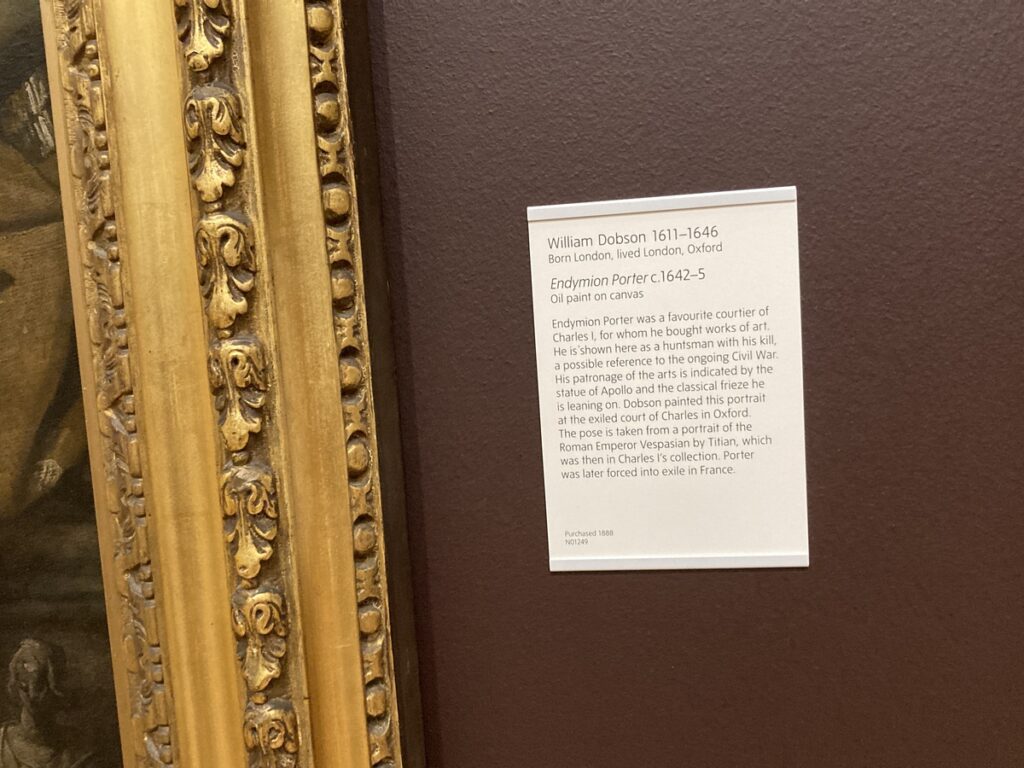 William Dobson 1611–1646
Born London, lived London, Oxford
Endymion Porter c.1642–5
Oil paint on canvas
Endymion Porter was a favourite courtier of
Charles I, for whom he bought works of art.
He is shown here as a huntsman with his kill,
a possible reference to the ongoing Civil War.
His patronage of the arts is indicated by the
statue of Apollo and the classical frieze he
is leaning on. Dobson painted this portrait
at the exiled court of Charles in Oxford.
The pose is taken from a portrait of the
Roman Emperor Vespasian by Titian, which
was then in Charles I's collection. Porter
was later forced into exile in France.
Purchased 1888
N01249